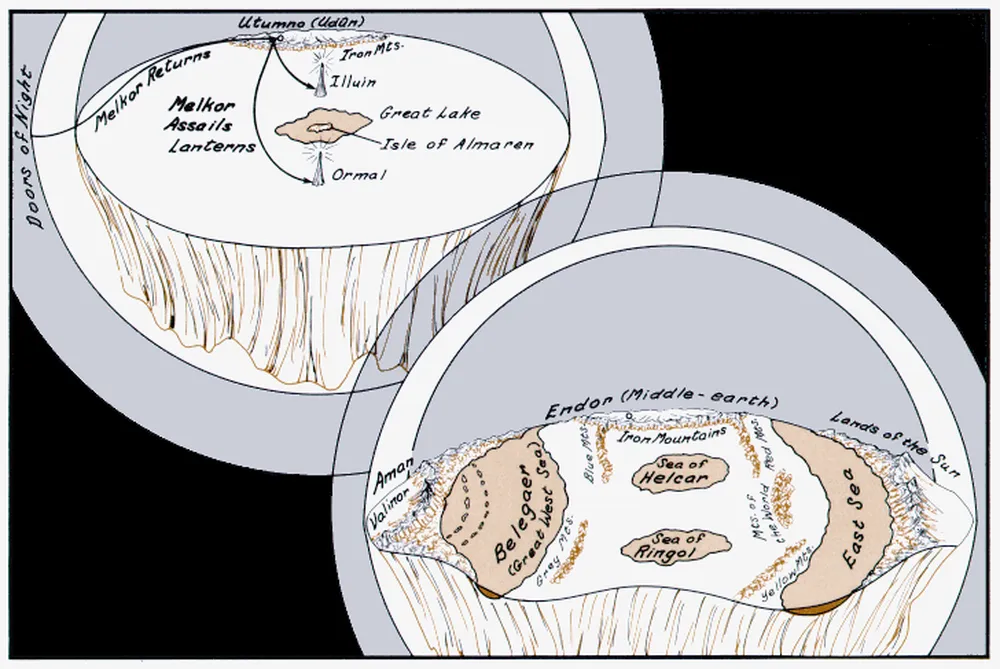 Utumno (Udûn)
Iron Mts.
Doors of Night
Melkor Returns
Illuin
Melkor
Assails
Lanterns
Great Lake
Isle of Almaren
Ormal
Endor (Middle-earth)
Lands of the Sun
Aman
Valinor
Belegaer
(Great West Sea)
Blue Mts.
Iron Mountains
Red Mts.
Sea of
Helcar
Mts. of
the World
East Sea
Grey Mts.
Sea of
Ringol
Yellow Mts.